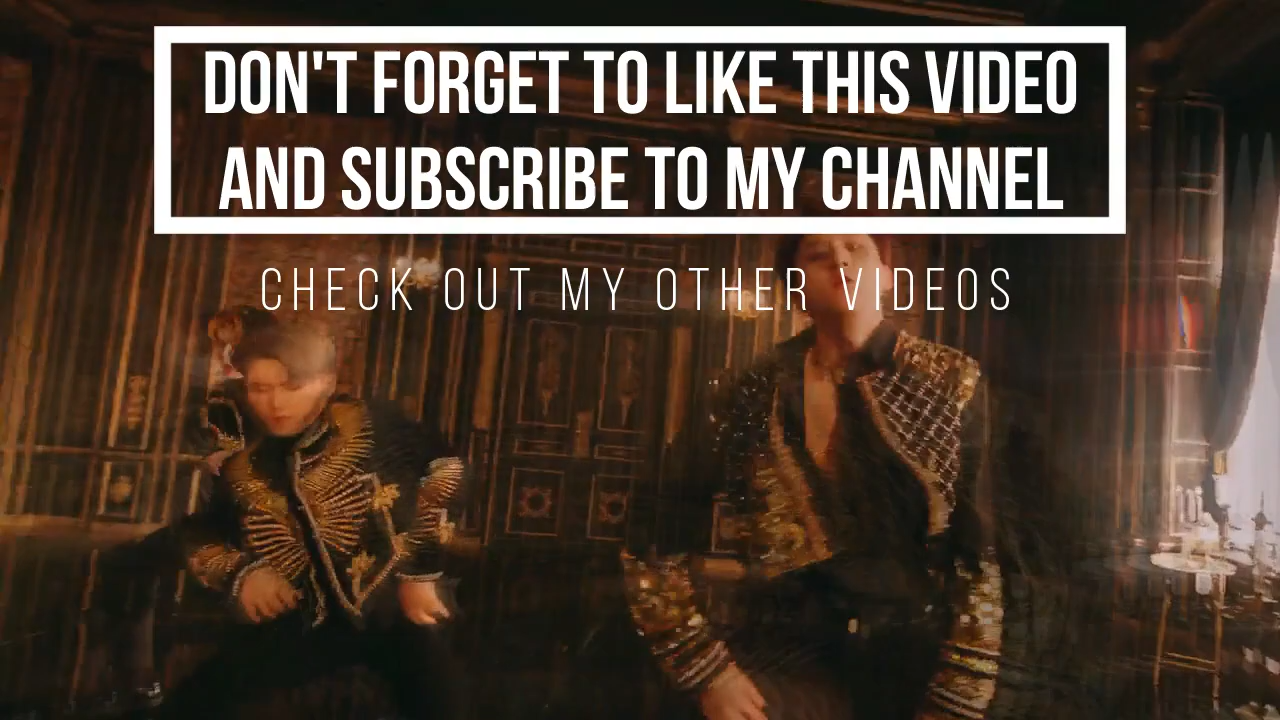 DON'T FORGET TO LIKE THIS VIDEO
AND SUBSCRIBE TO MY CHANNEL
CHECK OUT MY OTHER VIDEOS